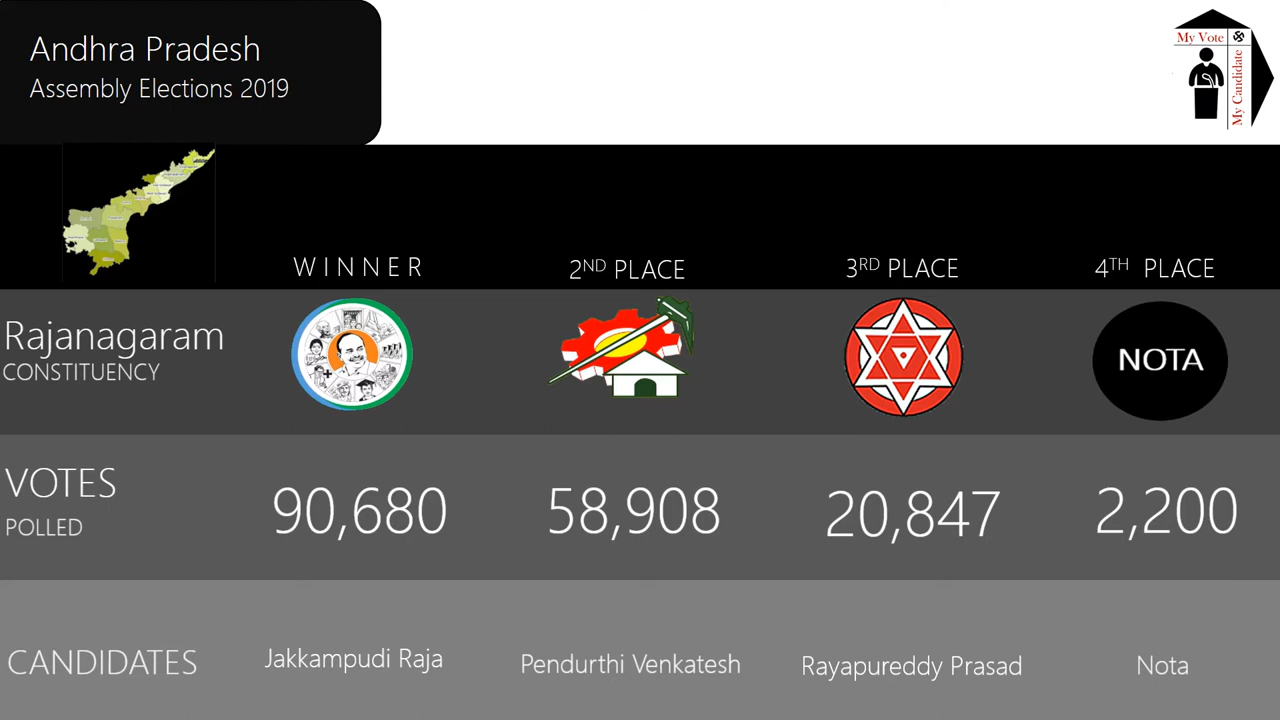 Andhra Pradesh
Assembly Elections 2019
My Vote
My Candidate
WINNER
2ND PLACE
3RD PLACE
4TH PLACE
Rajanagaram
CONSTITUENCY
NOTA
VOTES
POLLED
90,680
58,908
20,847
2,200
CANDIDATES
Jakkampudi Raja
Pendurthi Venkatesh
Rayapureddy Prasad
Nota